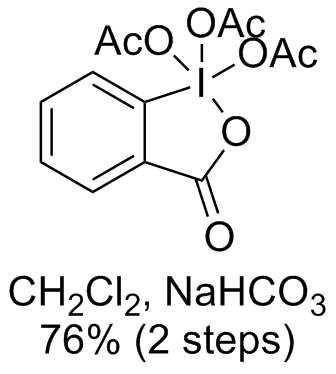 AcO OAc OAc
I
O
O
CH₂Cl₂, NaHCO₃
76% (2 steps)